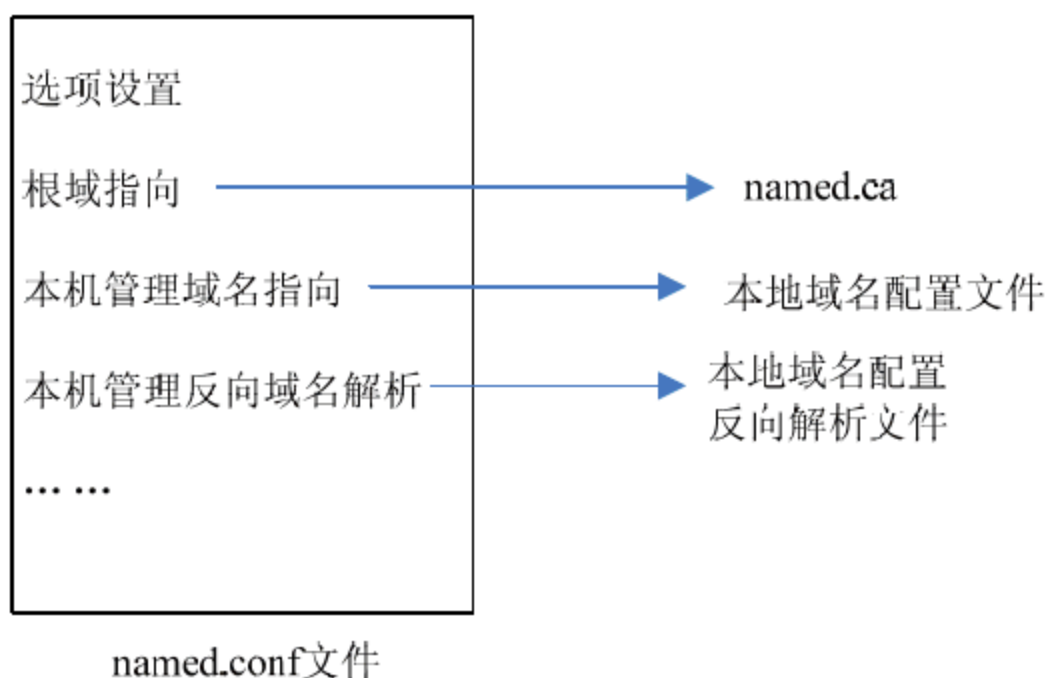 选项设置
根域指向
named.ca
本机管理域名指向
本地域名配置文件
本机管理反向域名解析
本地域名配置
反向解析文件
... ...
named.conf文件